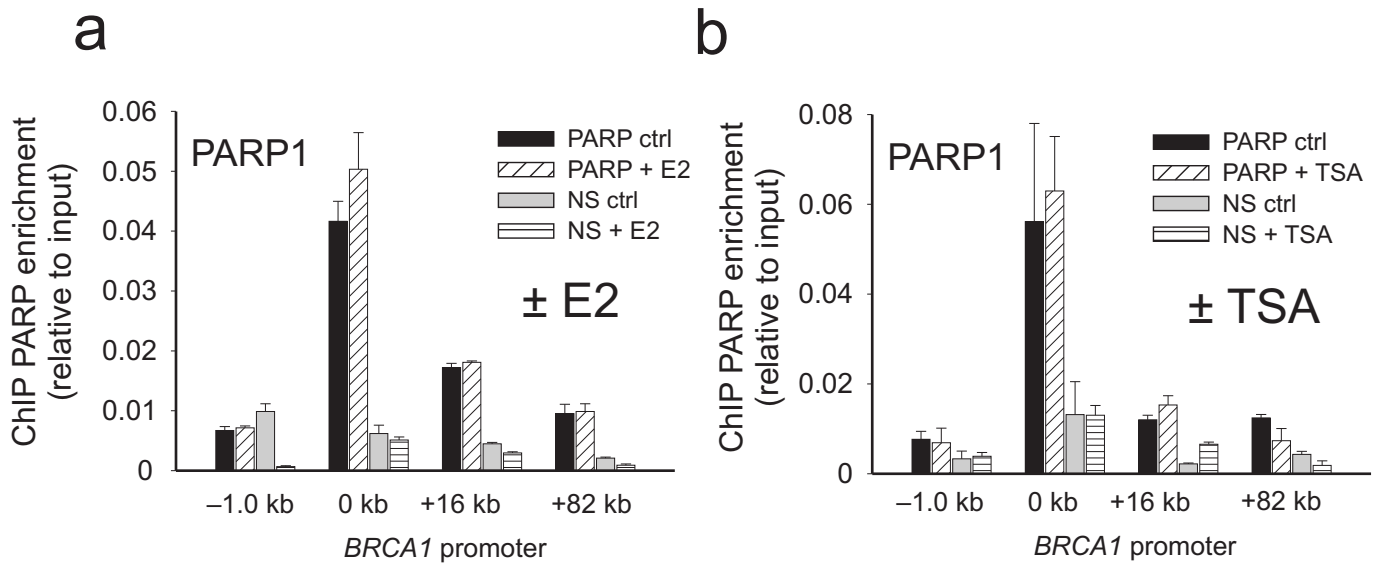 a
ChIP PARP enrichment
(relative to input)
0.06
0.05
0.04
0.03
0.02
0.01
0
PARP1
PARP ctrl
PARP + E2
NS ctrl
NS + E2
± E2
–1.0 kb 0 kb +16 kb +82 kb
BRCA1 promoter
b
ChIP PARP enrichment
(relative to input)
0.08
0.06
0.04
0.02
0
PARP1
PARP ctrl
PARP + TSA
NS ctrl
NS + TSA
± TSA
–1.0 kb 0 kb +16 kb +82 kb
BRCA1 promoter